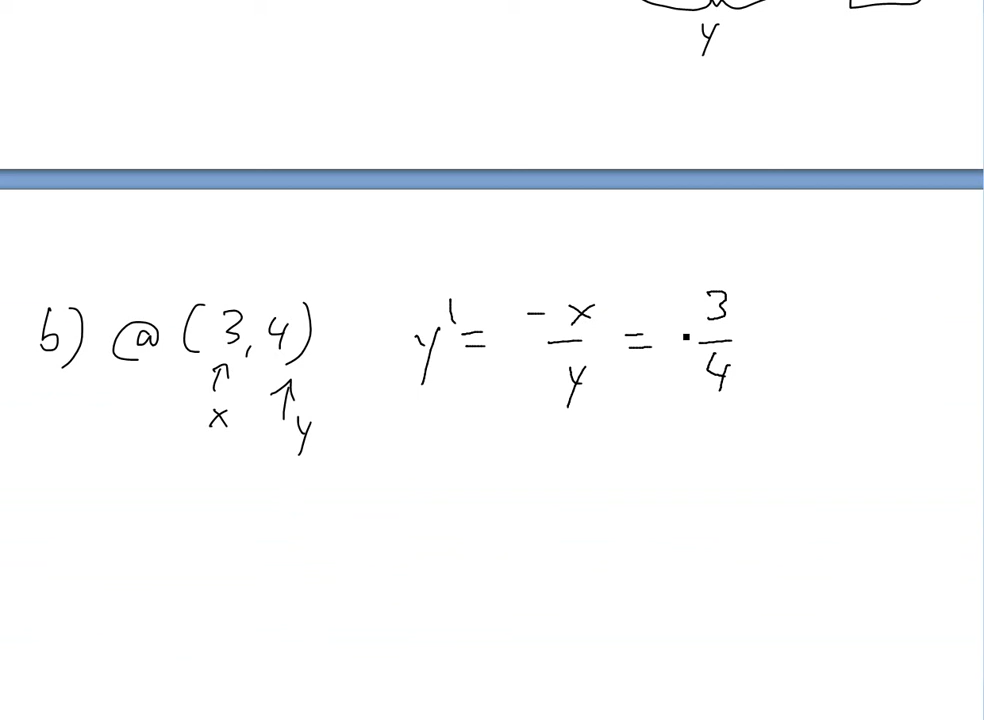 y
b) @ (3, 4) y' = -x/y = · 3/4
↑ ↑
x y